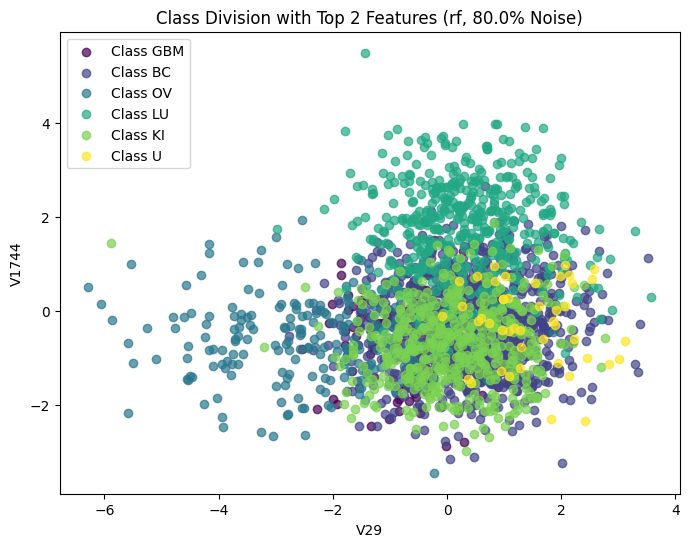 Class Division with Top 2 Features (rf, 80.0% Noise)
Class GBM
Class BC
Class OV
Class LU
Class KI
Class U
4
2
0
−2
V1744
−6
−4
−2
0
2
4
V29